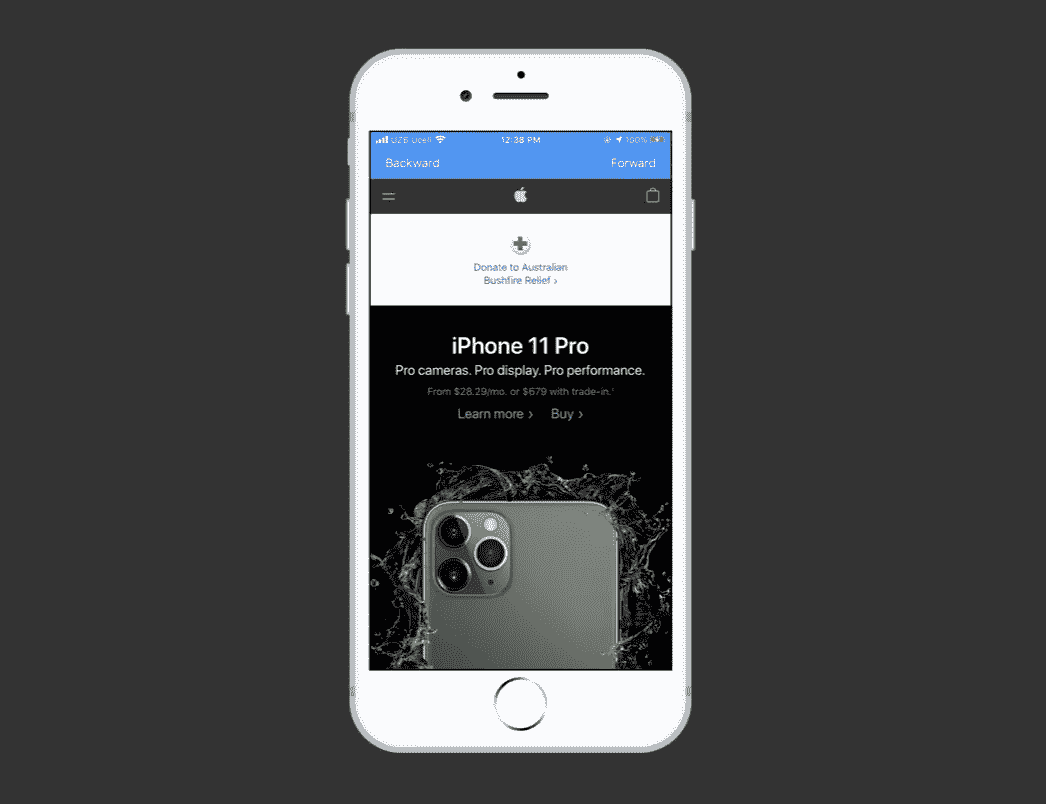 UZB Ucell 12:38 PM 100%
Backward Forward
Donate to Australian
Bushfire Relief ›
iPhone 11 Pro
Pro cameras. Pro display. Pro performance.
From $28.29/mo. or $679 with trade-in.¹
Learn more › Buy ›